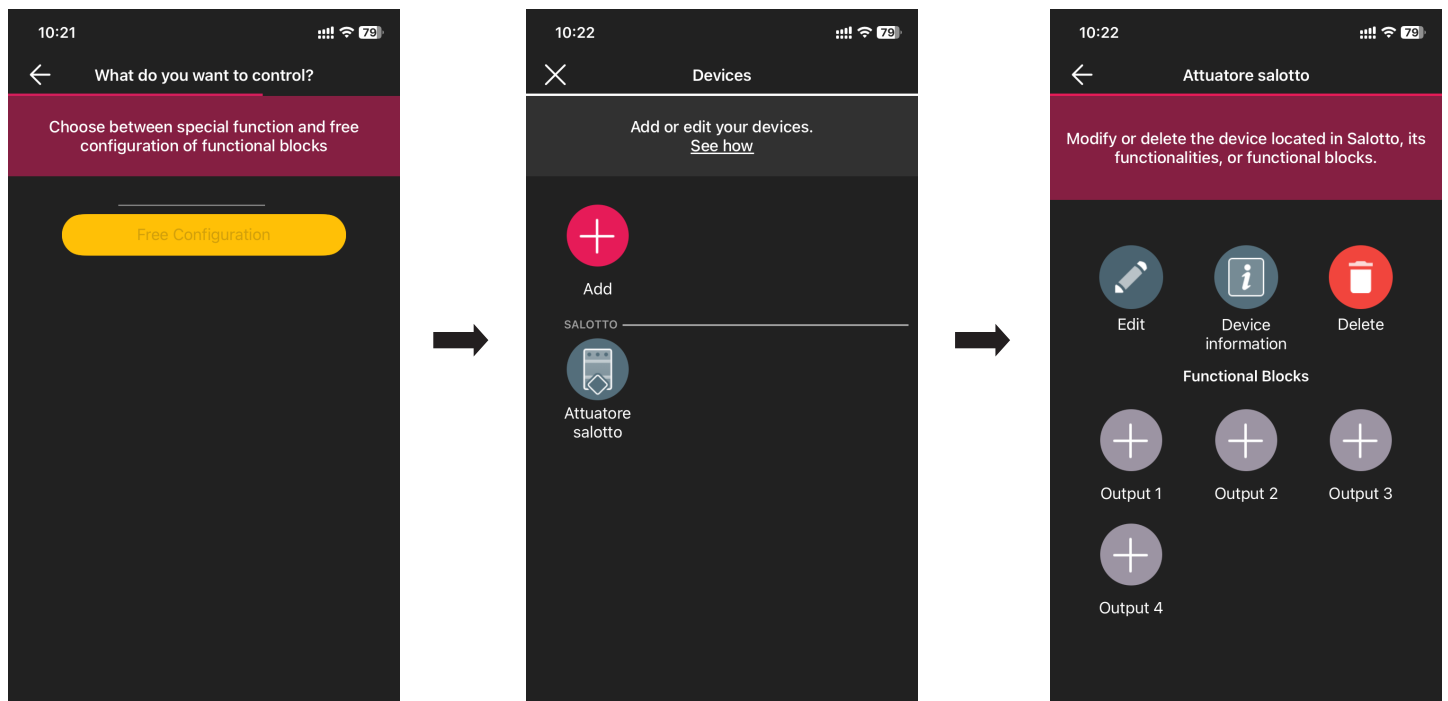 10:21
79
What do you want to control?
Choose between special function and free
configuration of functional blocks
Free Configuration
10:22
79
Devices
Add or edit your devices.
See how
Add
SALOTTO
Attuatore
salotto
10:22
79
Attuatore salotto
Modify or delete the device located in Salotto, its
functionalities, or functional blocks.
Edit
Device
information
Delete
Functional Blocks
Output 1
Output 2
Output 3
Output 4